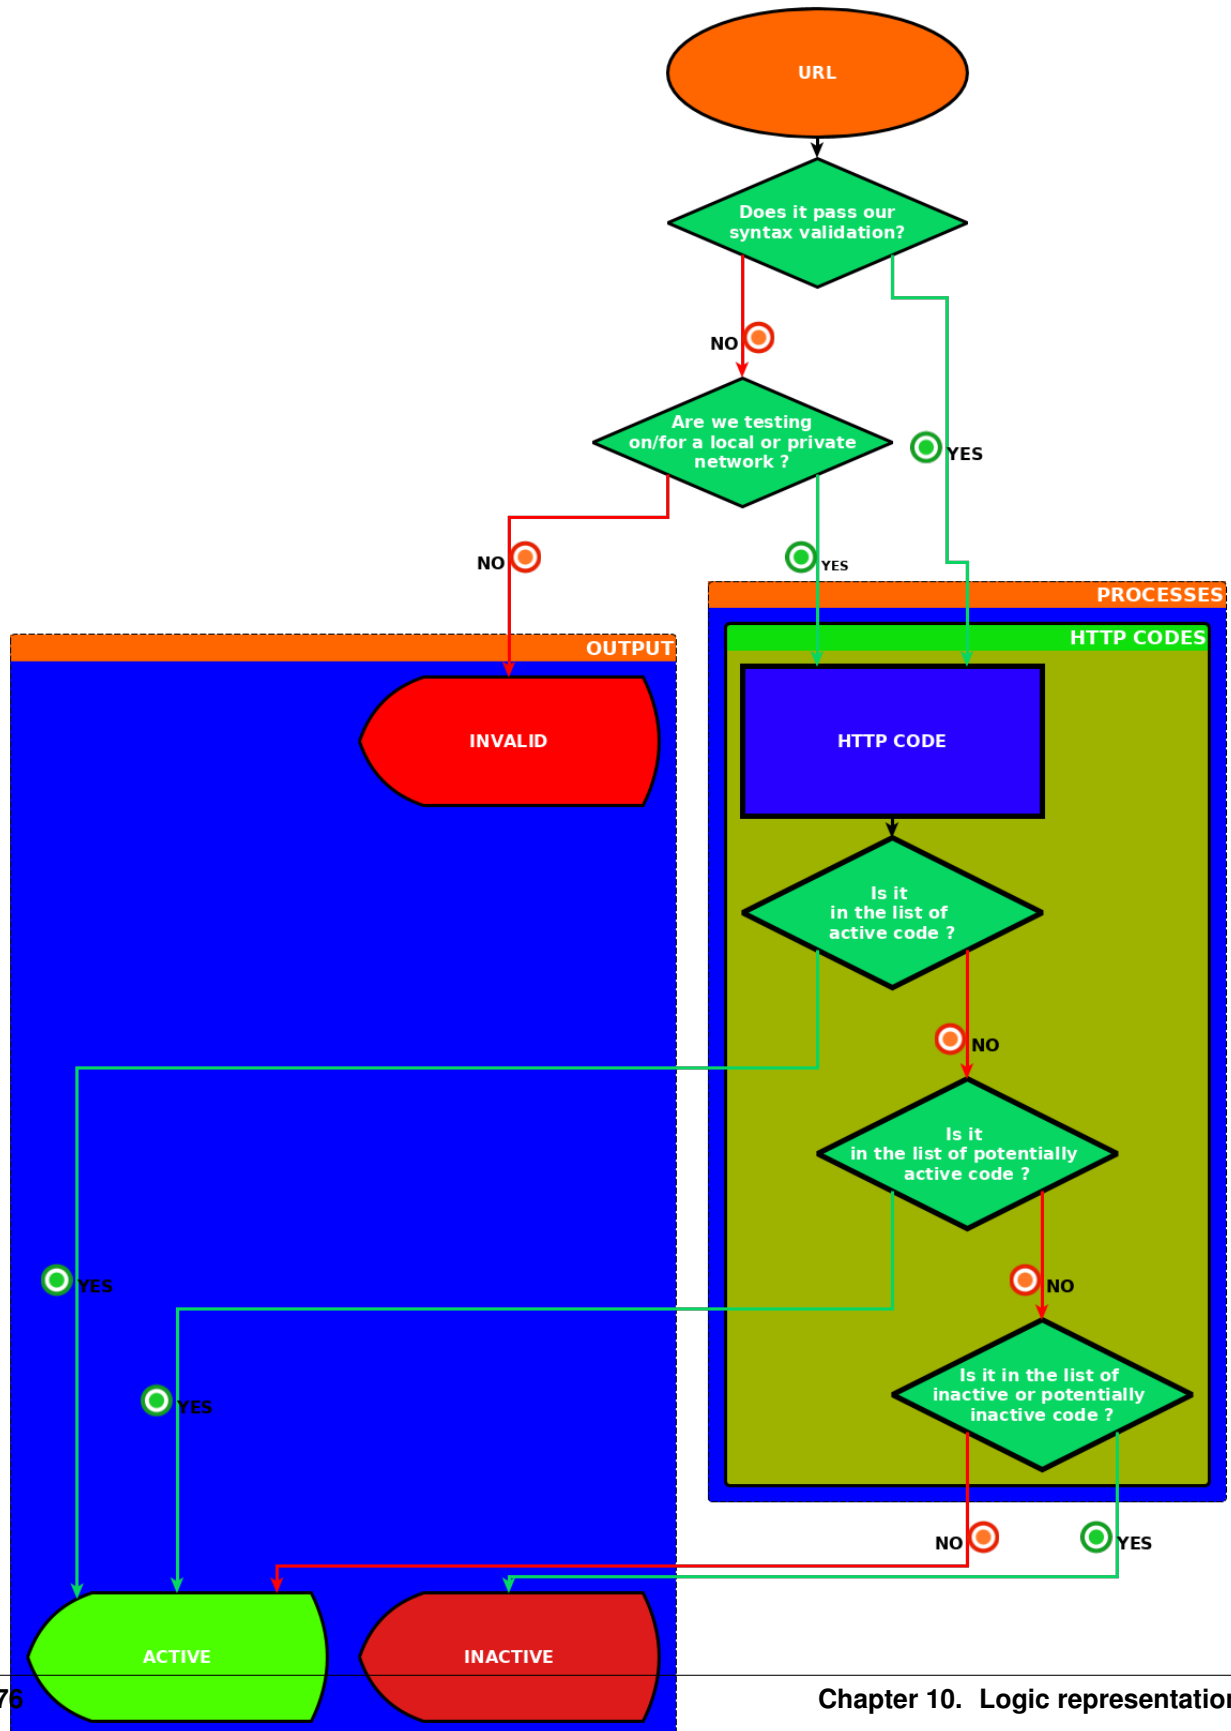 URL
Does it pass our
syntax validation?
NO
Are we testing
on/for a local or private
network ?
YES
NO
YES
PROCESSES
HTTP CODES
OUTPUT
INVALID
HTTP CODE
Is it
in the list of
active code ?
NO
Is it
in the list of potentially
active code ?
YES
NO
Is it in the list of
inactive or potentially
inactive code ?
YES
NO
YES
ACTIVE
INACTIVE
76
Chapter 10. Logic representation